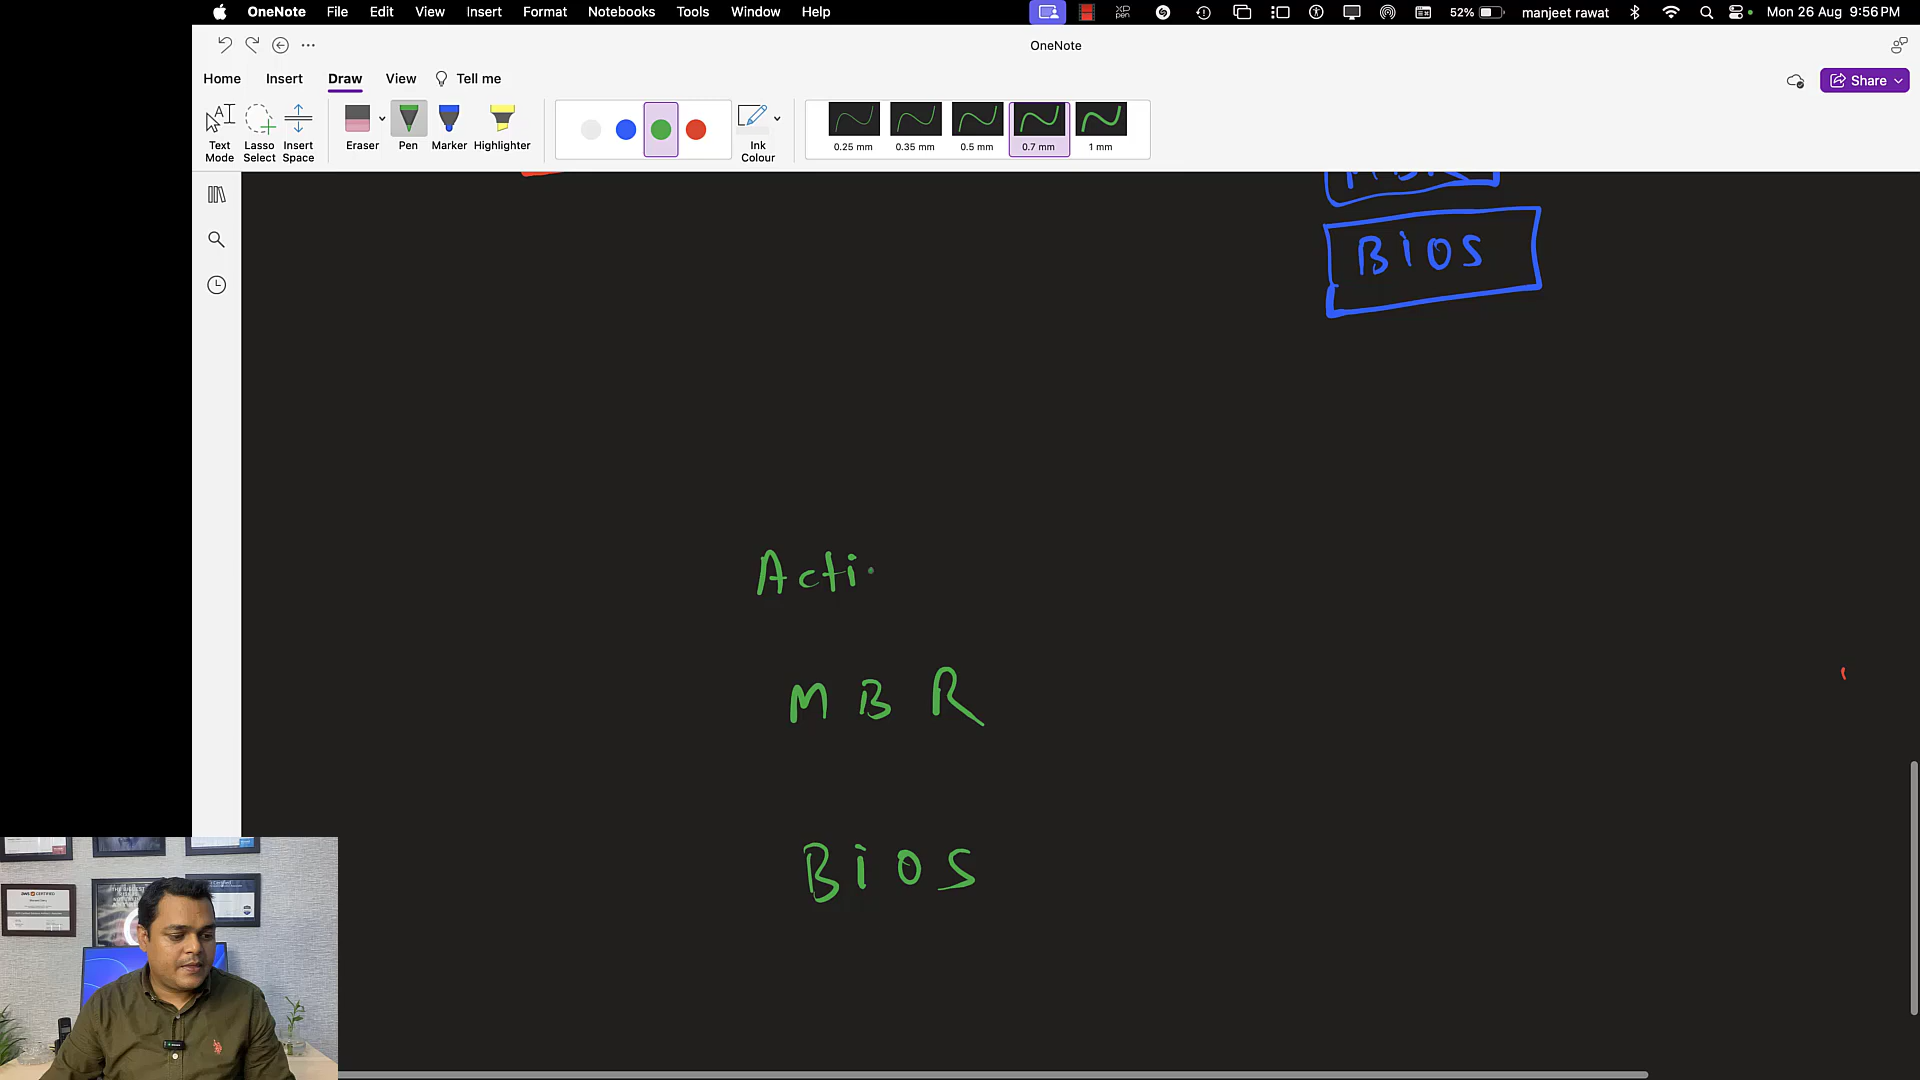 OneNote File Edit View Insert Format Notebooks Tools Window Help XP pen 52% manjeet rawat Mon 26 Aug 9:56 PM
OneNote
Home Insert Draw View Tell me Share
Text Mode
Lasso Select
Insert Space
Eraser
Pen
Marker
Highlighter
Ink Colour
0.25 mm
0.35 mm
0.5 mm
0.7 mm
1 mm
MBR
BiOS
Acti
MBR
BiOS